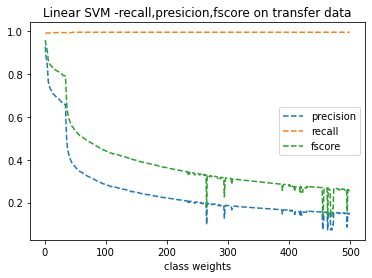 Linear SVM -recall,presicion,fscore on transfer data
1.0
0.8
0.6
0.4
0.2
precision
recall
fscore
0 100 200 300 400 500
class weights